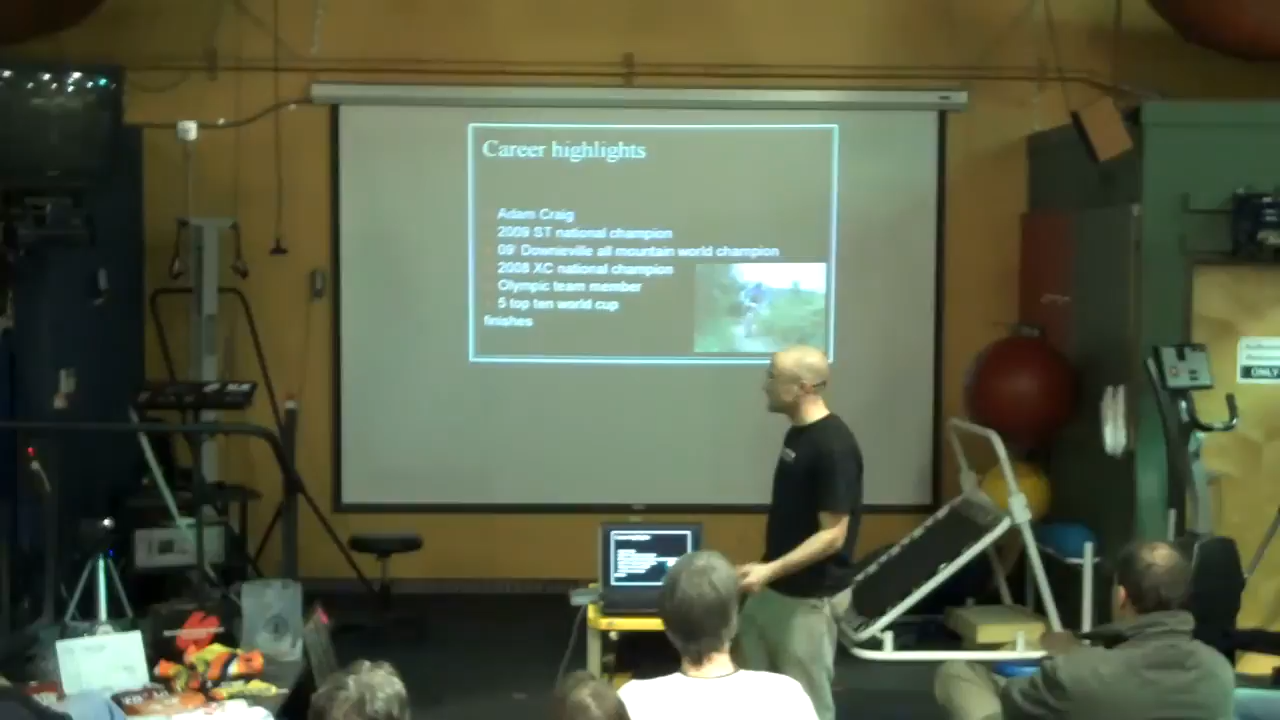 Career highlights
Adam Craig
2009 ST national champion
09' Downieville all mountain world champion
2008 XC national champion
Olympic team member
5 top ten world cup
finishes
ONLY